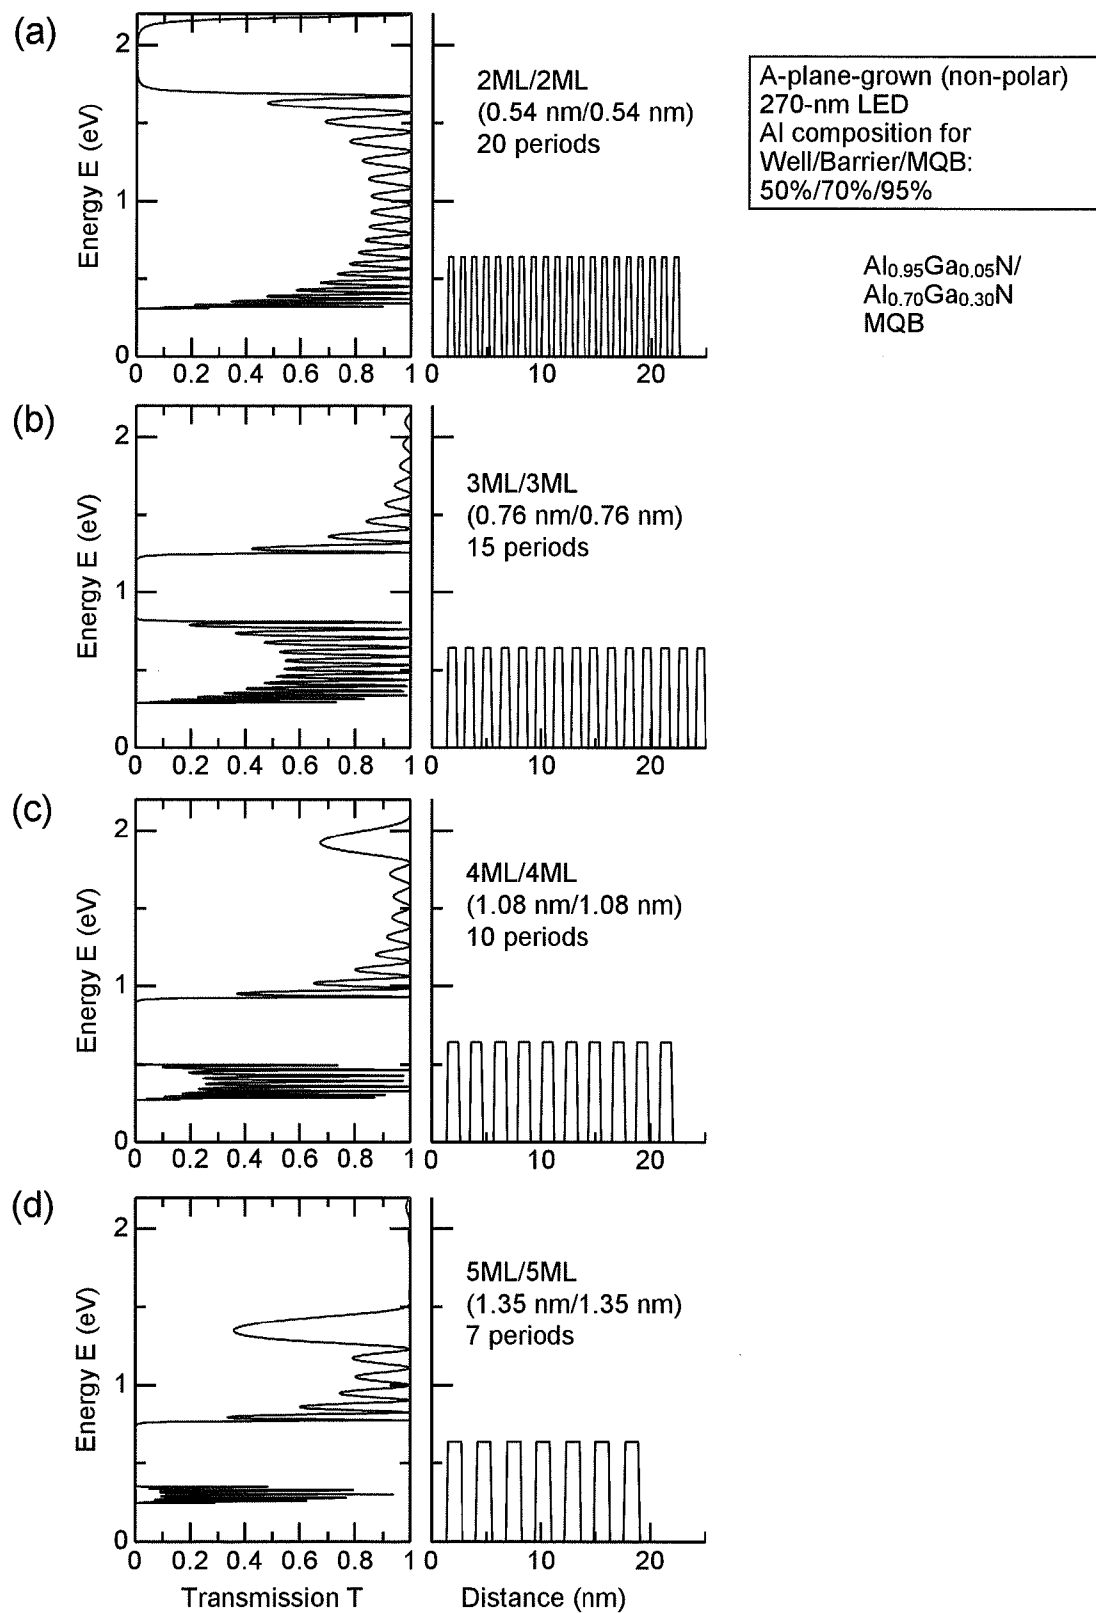 (a)
2
1
0
Energy E (eV)
0 0.2 0.4 0.6 0.8 1
2ML/2ML
(0.54 nm/0.54 nm)
20 periods
0 10 20
A-plane-grown (non-polar)
270-nm LED
Al composition for
Well/Barrier/MQB:
50%/70%/95%
Al0.95Ga0.05N/
Al0.70Ga0.30N
MQB
(b)
2
1
0
Energy E (eV)
0 0.2 0.4 0.6 0.8 1
3ML/3ML
(0.76 nm/0.76 nm)
15 periods
0 10 20
(c)
2
1
0
Energy E (eV)
0 0.2 0.4 0.6 0.8 1
4ML/4ML
(1.08 nm/1.08 nm)
10 periods
0 10 20
(d)
2
1
0
Energy E (eV)
0 0.2 0.4 0.6 0.8 1
Transmission T
5ML/5ML
(1.35 nm/1.35 nm)
7 periods
0 10 20
Distance (nm)